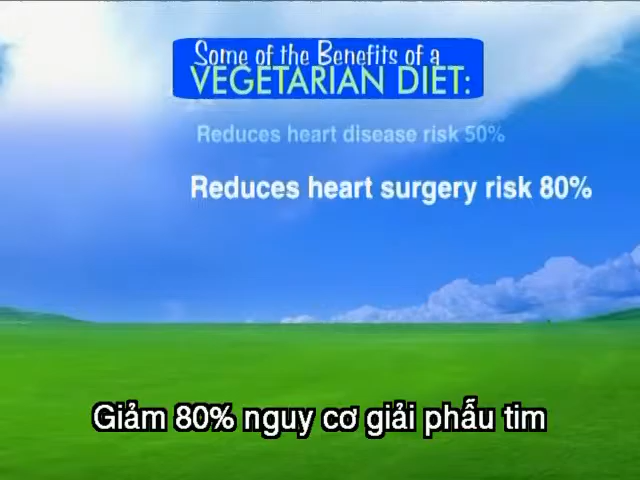 Some of the Benefits of a
VEGETARIAN DIET:
Reduces heart disease risk 50%
Reduces heart surgery risk 80%
Giảm 80% nguy cơ giải phẫu tim